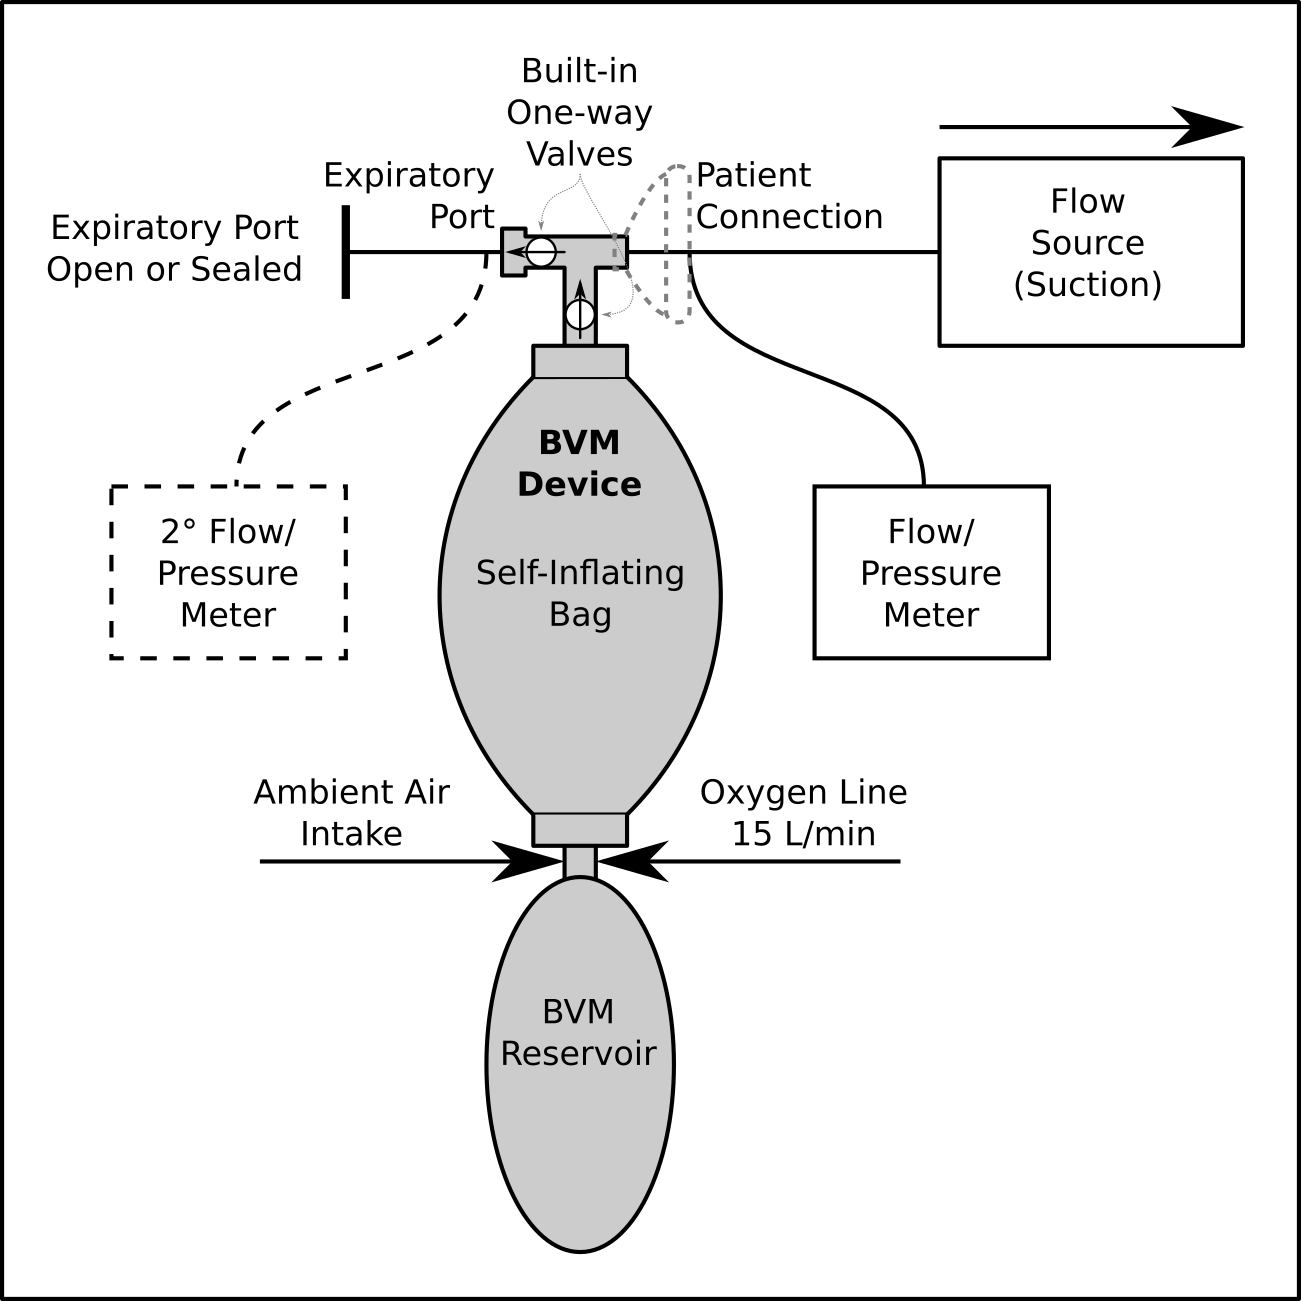 Built-in
One-way
Valves
Expiratory
Port
Patient
Connection
Expiratory Port
Open or Sealed
Flow
Source
(Suction)
BVM
Device
Self-Inflating
Bag
2° Flow/
Pressure
Meter
Flow/
Pressure
Meter
Ambient Air
Intake
Oxygen Line
15 L/min
BVM
Reservoir